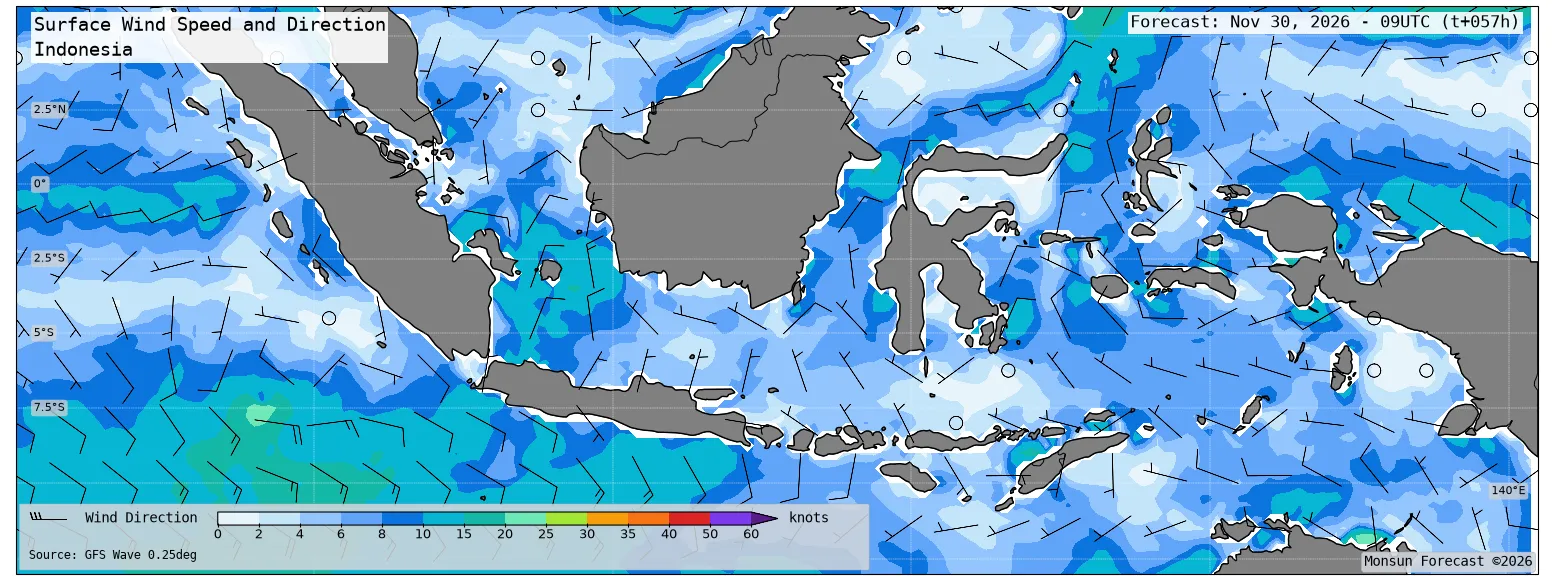 Surface Wind Speed and Direction
Indonesia
Forecast: Nov 30, 2026 - 09UTC (t+057h)
2.5°N
0°
2.5°S
5°S
7.5°S
140°E
Wind Direction
0 2 4 6 8 10 15 20 25 30 35 40 50 60
knots
Source: GFS Wave 0.25deg
Monsun Forecast ©2026